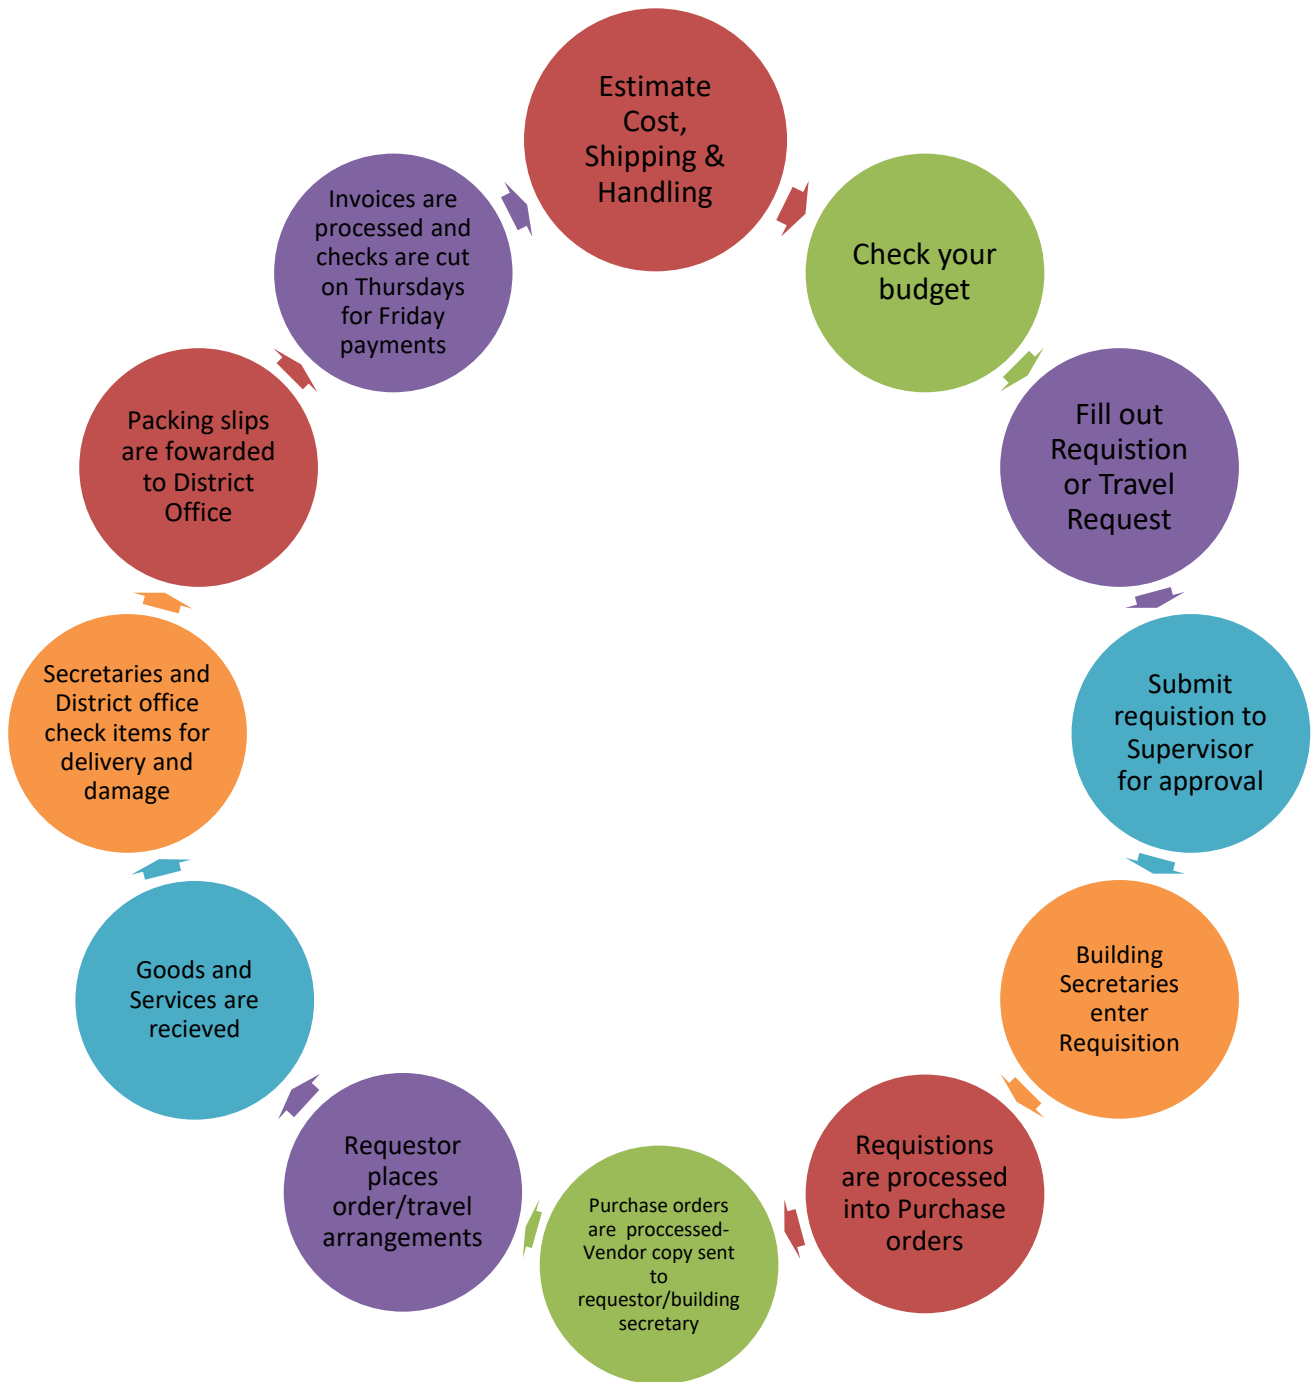 Estimate
Cost,
Shipping &
Handling
Check your
budget
Fill out
Requistion
or Travel
Request
Submit
requistion to
Supervisor
for approval
Building
Secretaries
enter
Requisition
Requistions
are processed
into Purchase
orders
Purchase orders
are proccessed-
Vendor copy sent
to
requestor/building
secretary
Requestor
places
order/travel
arrangements
Goods and
Services are
recieved
Secretaries and
District office
check items for
delivery and
damage
Packing slips
are fowarded
to District
Office
Invoices are
processed and
checks are cut
on Thursdays
for Friday
payments